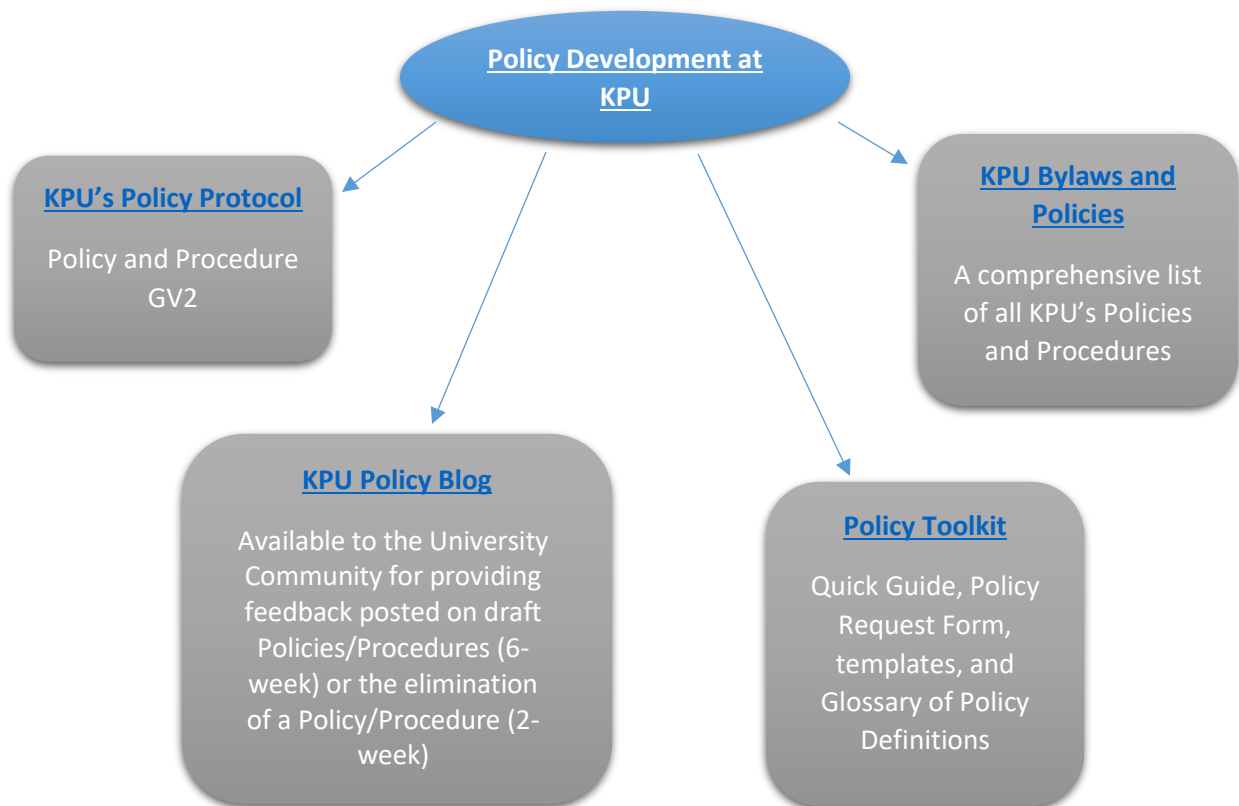 Policy Development at
KPU
KPU's Policy Protocol
Policy and Procedure
GV2
KPU Bylaws and
Policies
A comprehensive list
of all KPU's Policies
and Procedures
KPU Policy Blog
Available to the University
Community for providing
feedback posted on draft
Policies/Procedures (6-
week) or the elimination
of a Policy/Procedure (2-
week)
Policy Toolkit
Quick Guide, Policy
Request Form,
templates, and
Glossary of Policy
Definitions